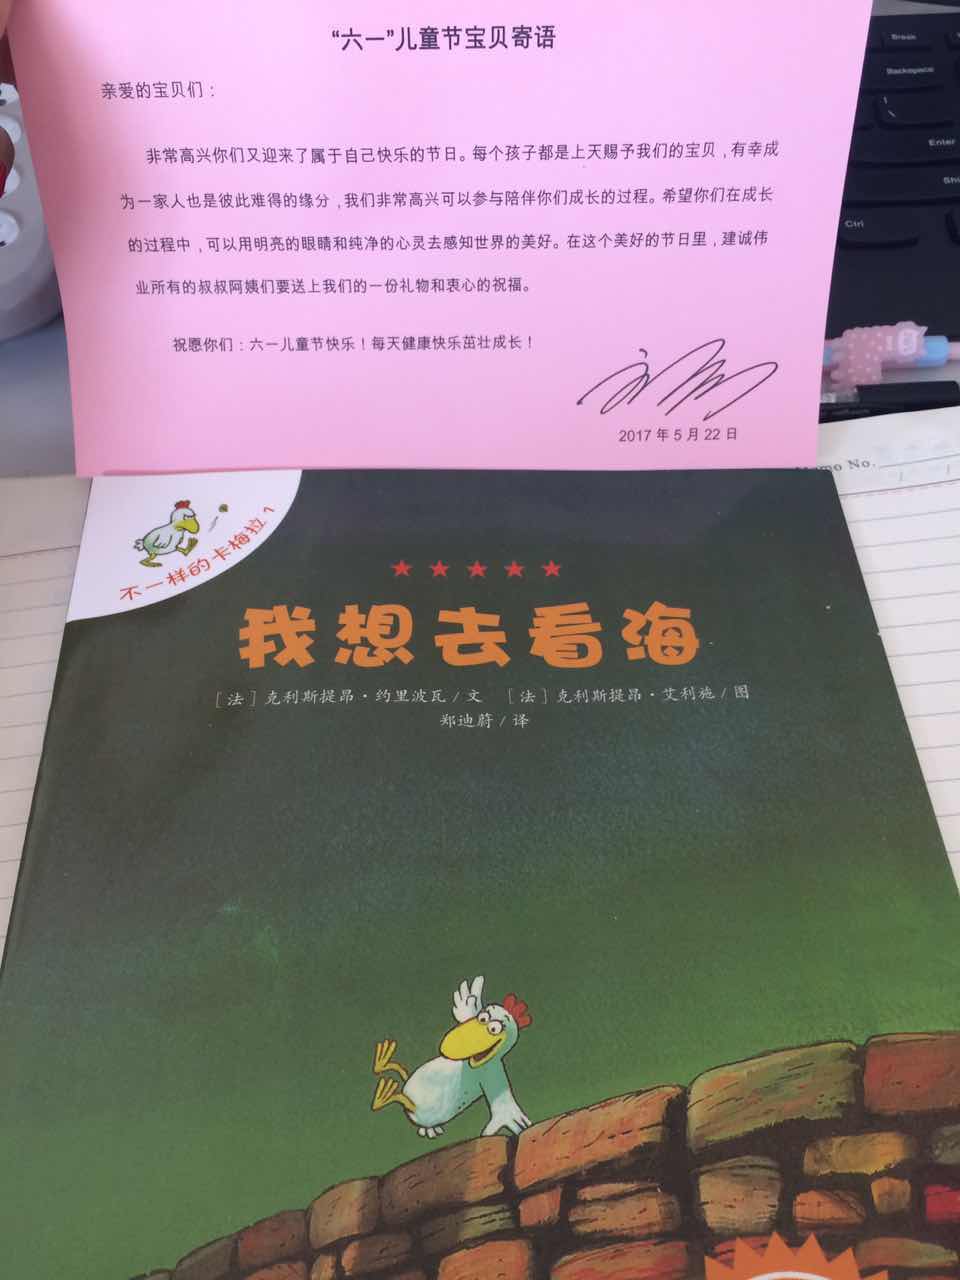 “六一”儿童节宝贝寄语
亲爱的宝贝们：
非常高兴你们又迎来了属于自己快乐的节日。每个孩子都是上天赐予我们的宝贝，有幸成
为一家人也是彼此难得的缘分，我们非常高兴可以参与陪伴你们成长的过程。希望你们在成长
的过程中，可以用明亮的眼睛和纯净的心灵去感知世界的美好。在这个美好的节日里，建诚伟
业所有的叔叔阿姨们要送上我们的一份礼物和衷心的祝福。
祝愿你们：六一儿童节快乐！每天健康快乐茁壮成长！
2017年5月22日
Break
Backspace
Enter
Ctrl
No.
不一样的卡梅拉1
我想去看海
［法］克利斯提昂·约里波瓦/文 ［法］克利斯提昂·艾利施/图
郑迪蔚/译